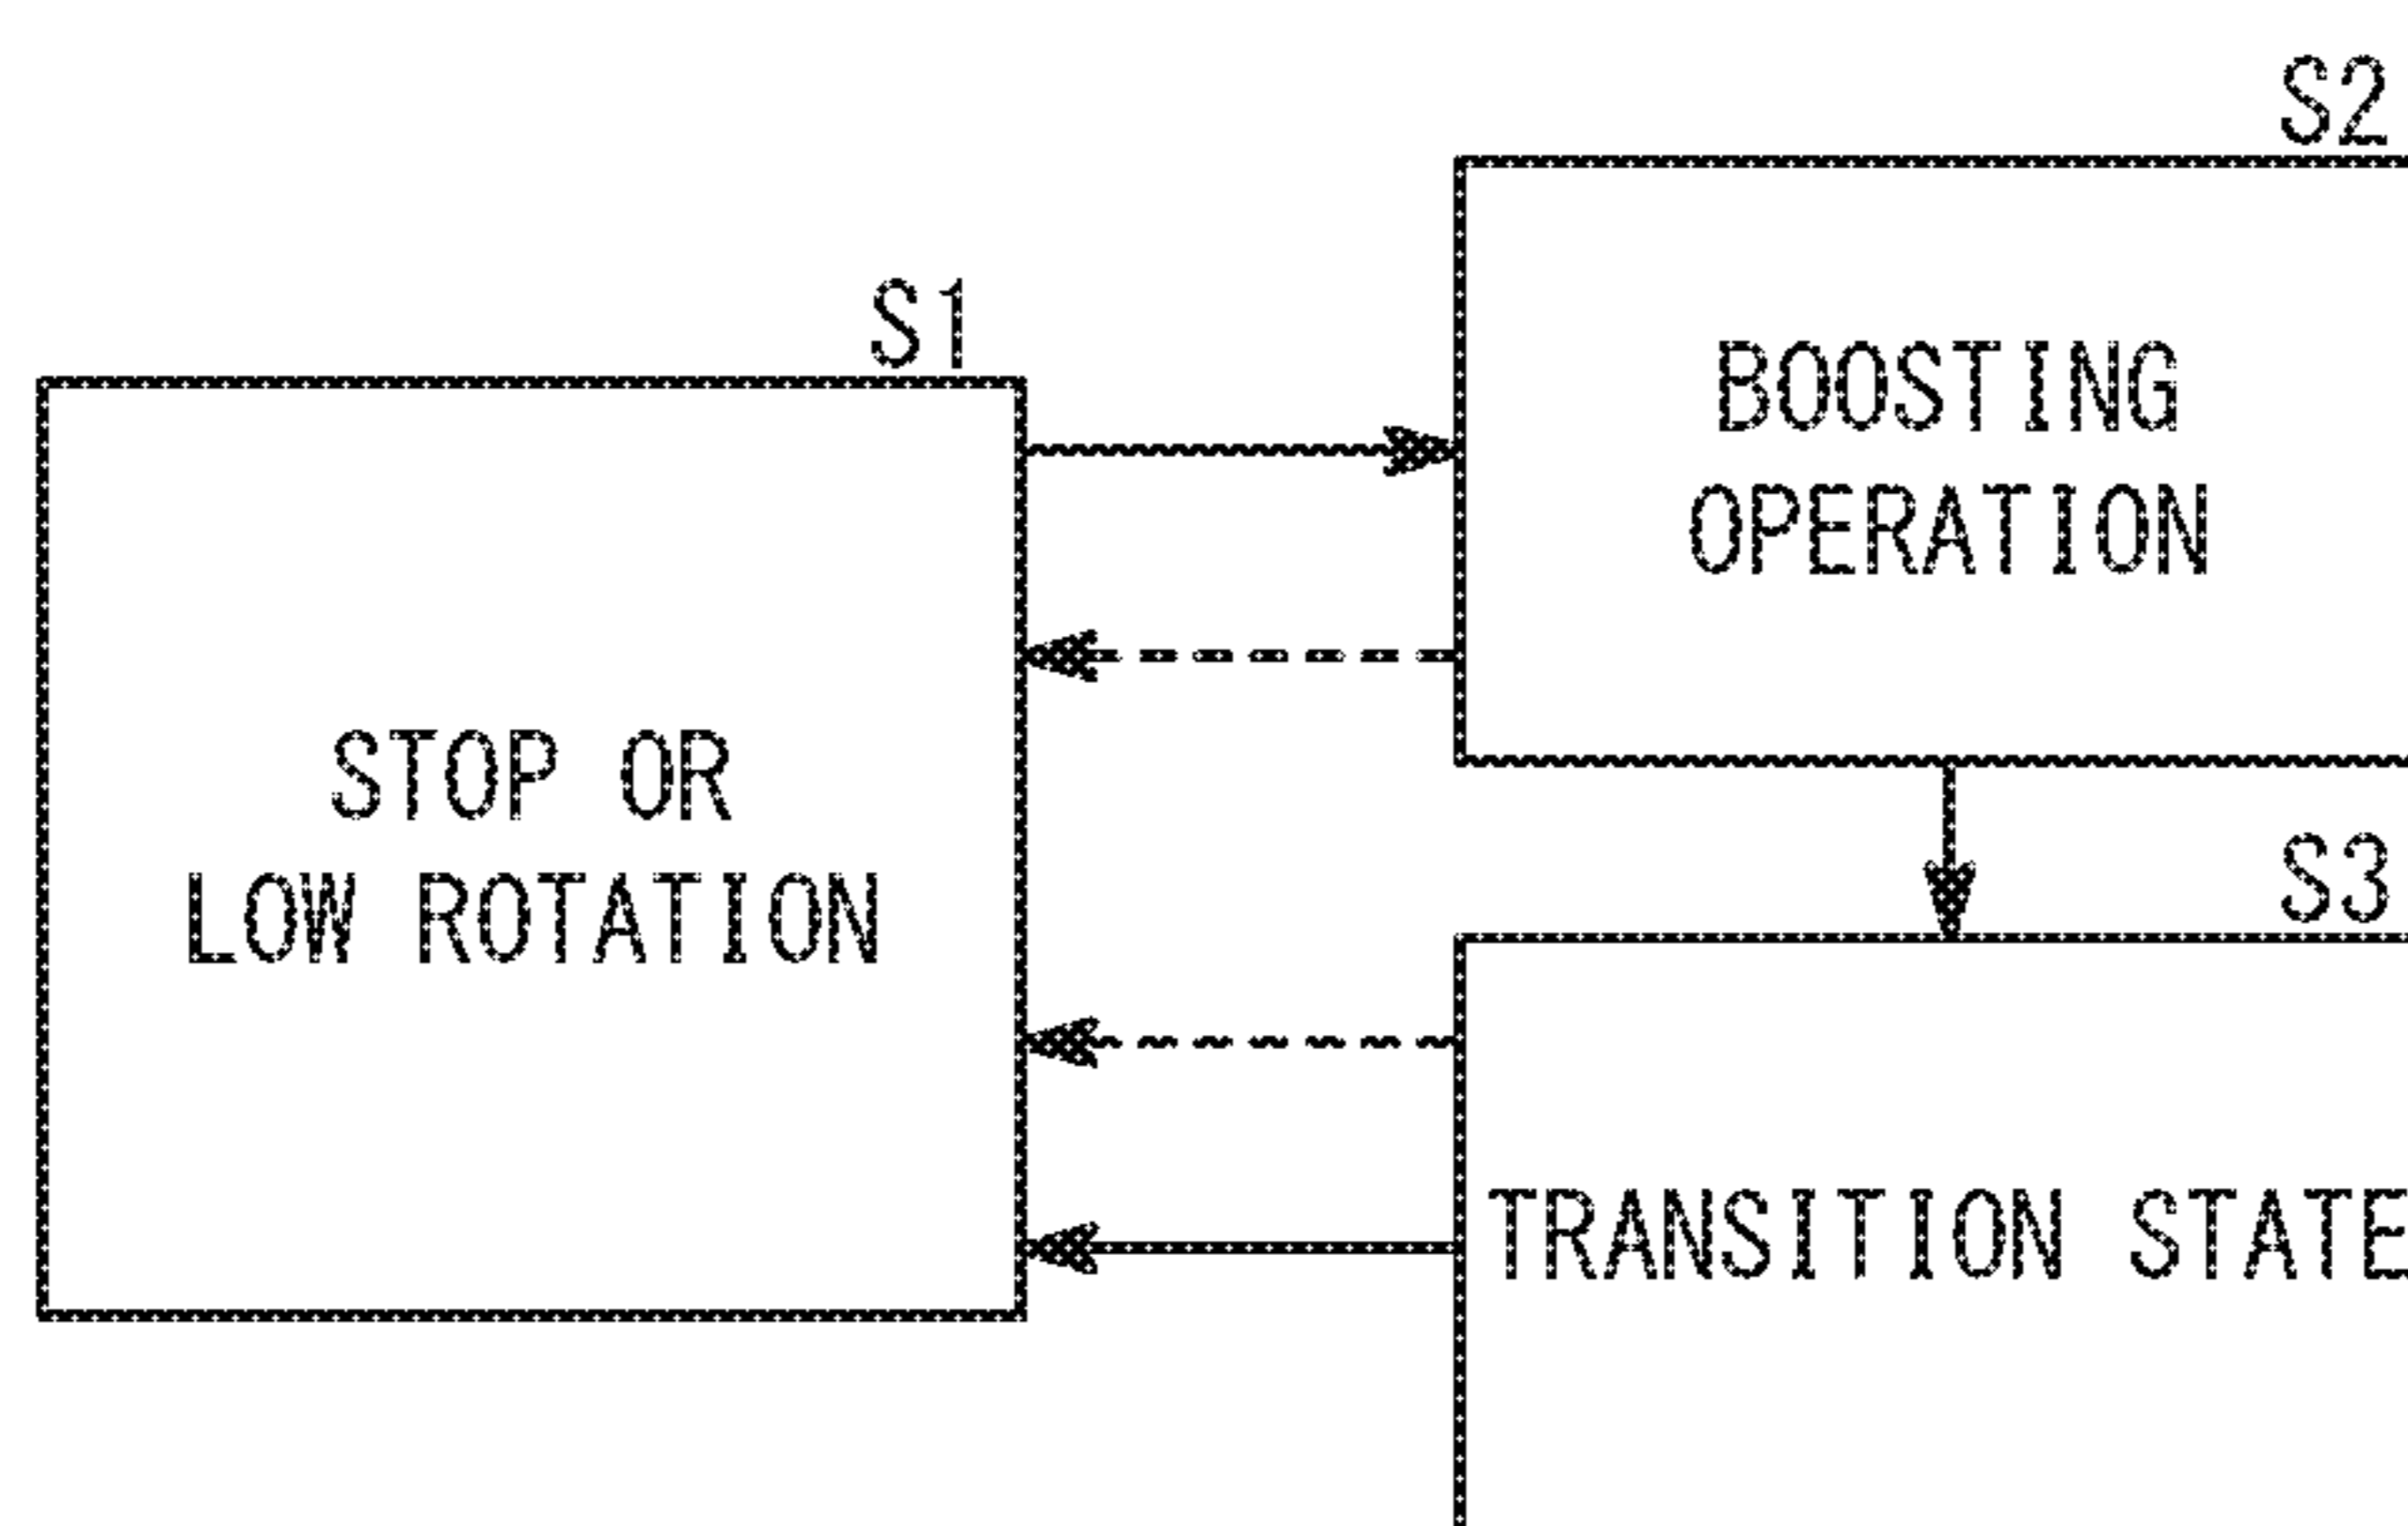 S2
S1
BOOSTING
OPERATION
STOP OR
LOW ROTATION
S3
TRANSITION STATE